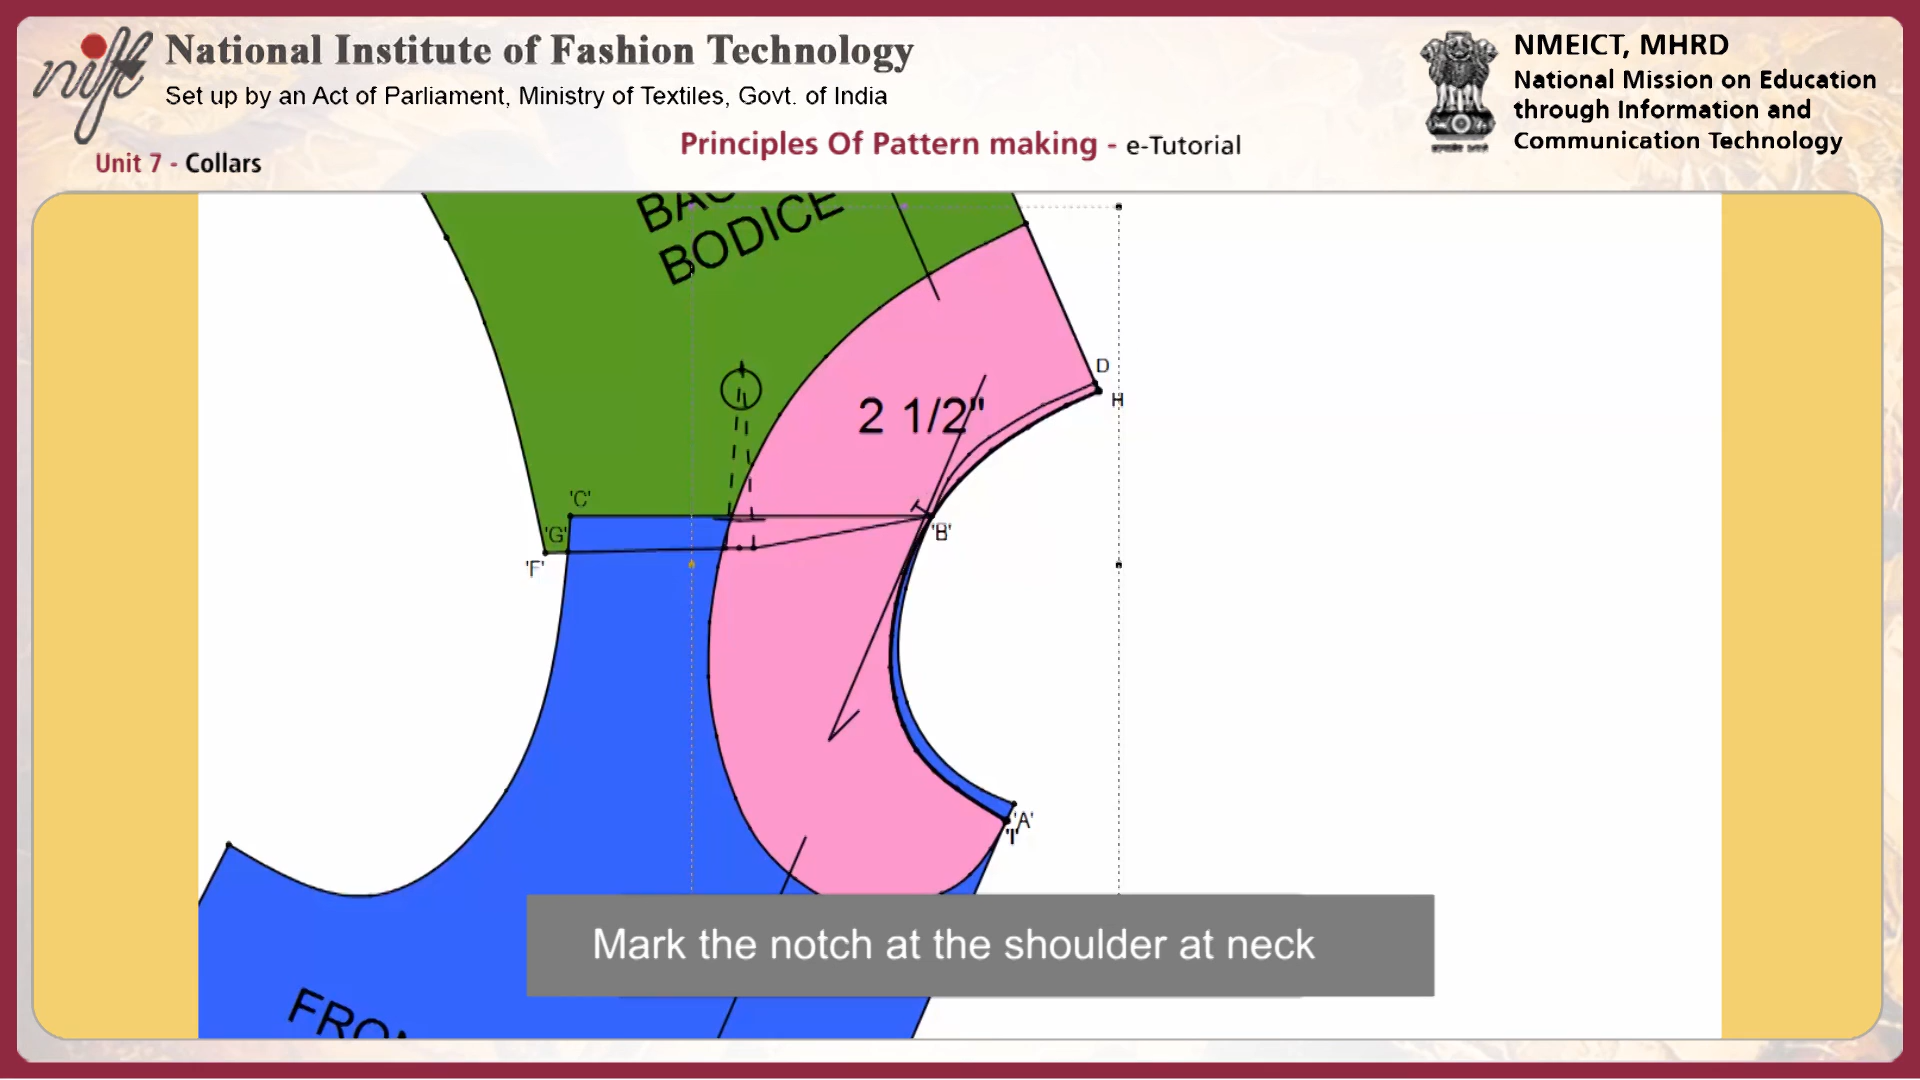 nift
National Institute of Fashion Technology
Set up by an Act of Parliament, Ministry of Textiles, Govt. of India
NMEICT, MHRD
National Mission on Education
through Information and
Communication Technology
Principles Of Pattern making - e-Tutorial
Unit 7 - Collars
BODICE
D
H
2 1/2"
'C'
'G'
'B'
'F'
'A'
'I'
Mark the notch at the shoulder at neck